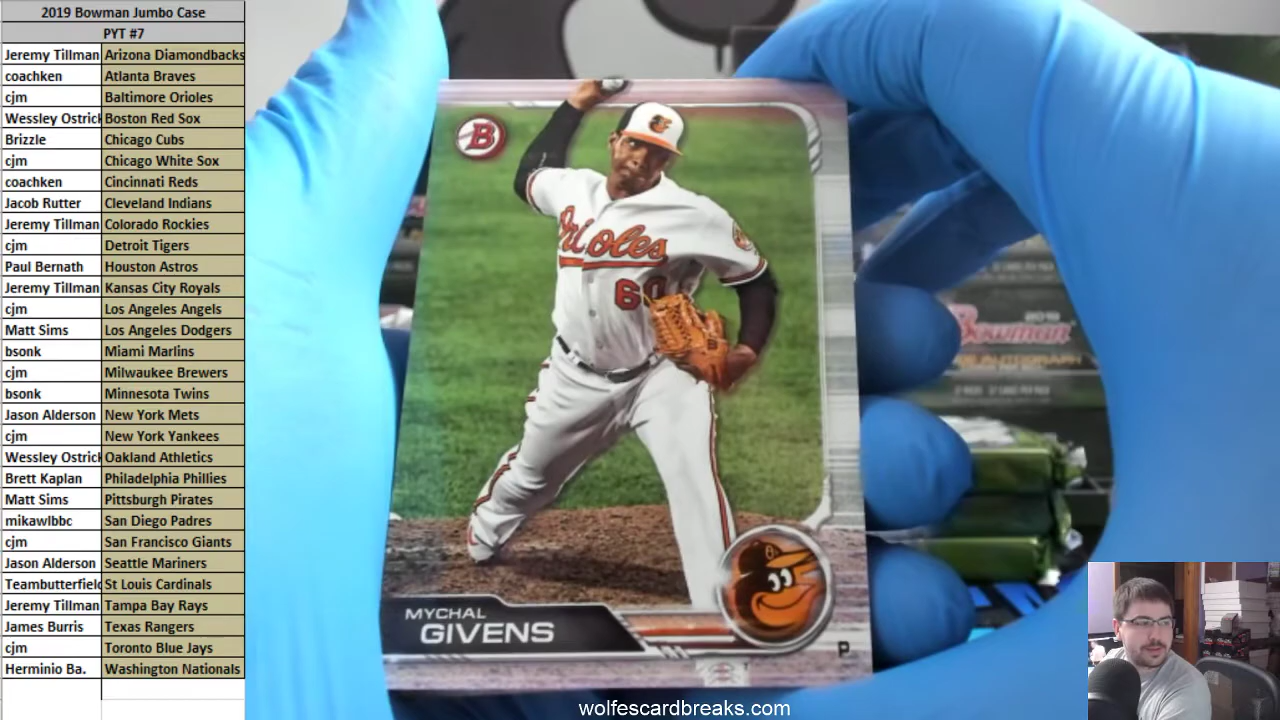 2019 Bowman Jumbo Case
PYT #7
Jeremy Tillman Arizona Diamondbacks
coachken Atlanta Braves
cjm Baltimore Orioles
Wessley Ostrick Boston Red Sox
Brizzle Chicago Cubs
cjm Chicago White Sox
coachken Cincinnati Reds
Jacob Rutter Cleveland Indians
Jeremy Tillman Colorado Rockies
cjm Detroit Tigers
Paul Bernath Houston Astros
Jeremy Tillman Kansas City Royals
cjm Los Angeles Angels
Matt Sims Los Angeles Dodgers
bsonk Miami Marlins
cjm Milwaukee Brewers
bsonk Minnesota Twins
Jason Alderson New York Mets
cjm New York Yankees
Wessley Ostrick Oakland Athletics
Brett Kaplan Philadelphia Phillies
Matt Sims Pittsburgh Pirates
mikawlbbc San Diego Padres
cjm San Francisco Giants
Jason Alderson Seattle Mariners
Teambutterfield St Louis Cardinals
Jeremy Tillman Tampa Bay Rays
James Burris Texas Rangers
cjm Toronto Blue Jays
Herminio Ba. Washington Nationals
B
Orioles
60
MYCHAL
GIVENS
P
2019
Bowman
wolfescardbreaks.com